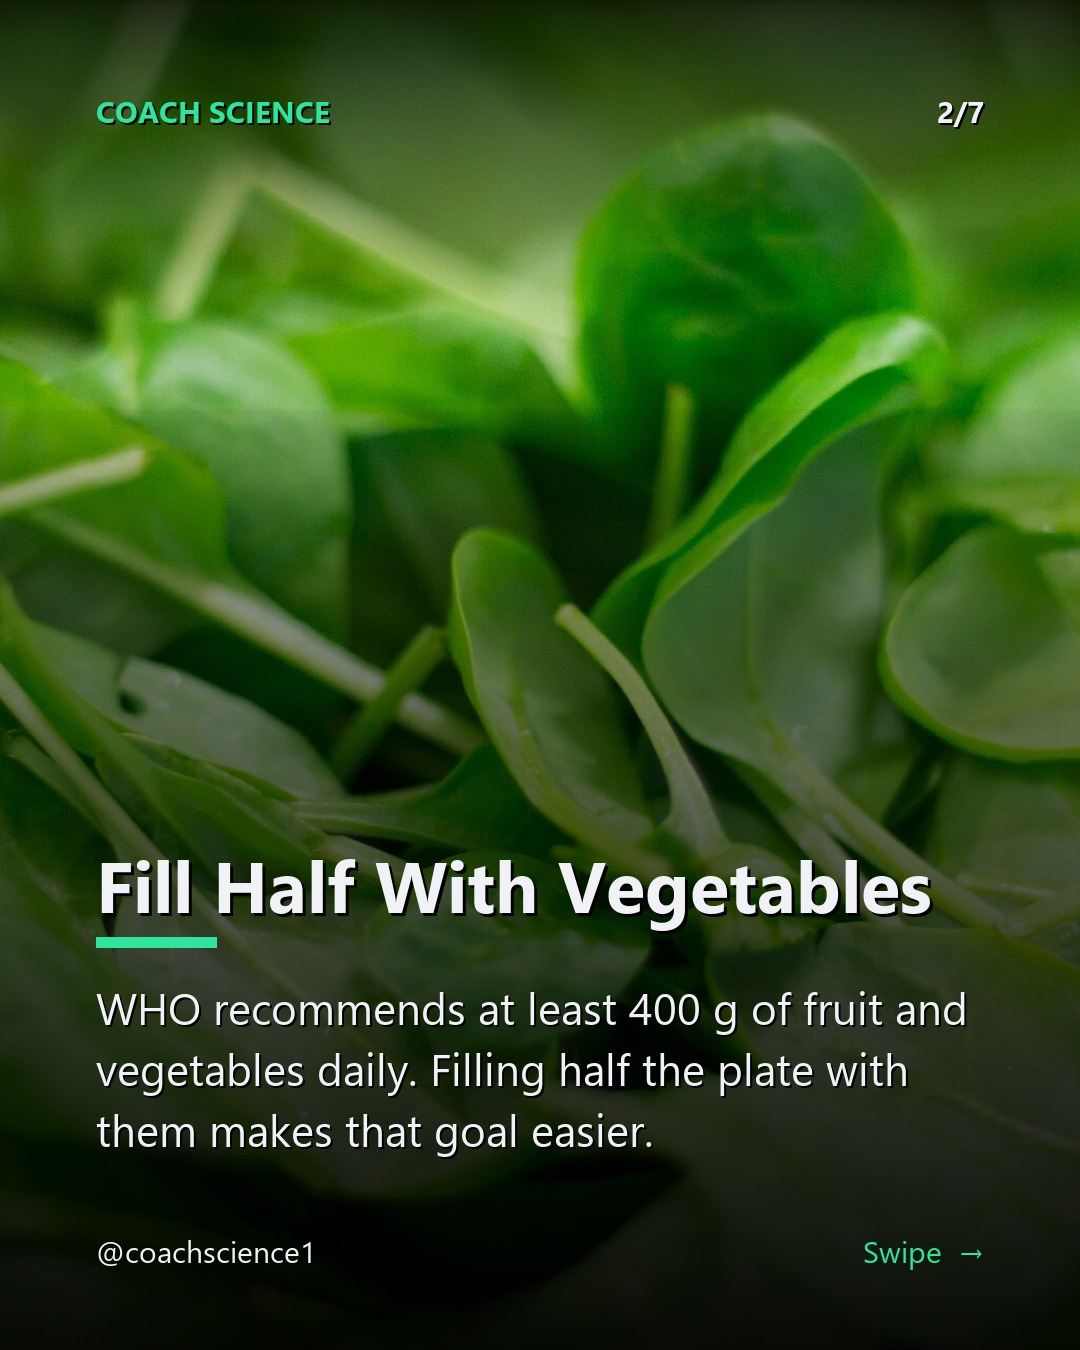 COACH SCIENCE
2/7
Fill Half With Vegetables
WHO recommends at least 400 g of fruit and
vegetables daily. Filling half the plate with
them makes that goal easier.
@coachscience1
Swipe →